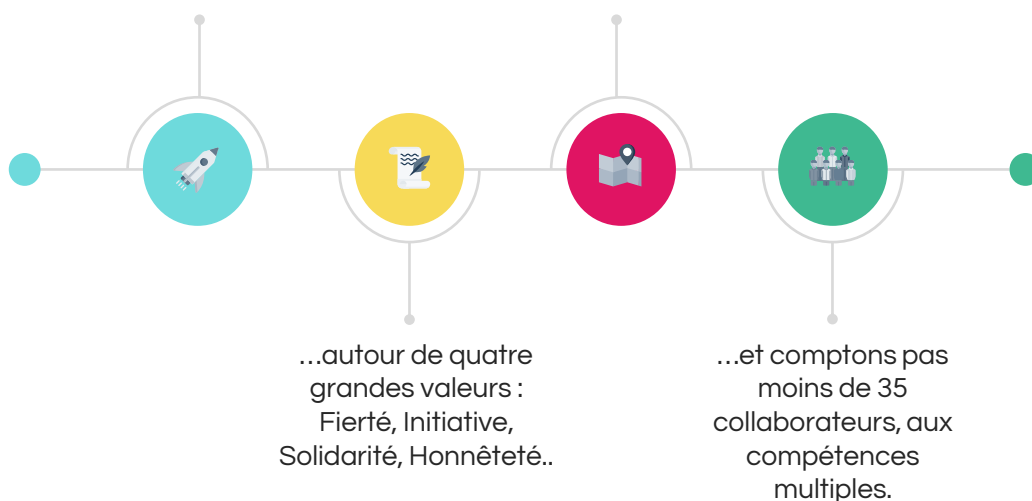 …autour de quatre
grandes valeurs :
Fierté, Initiative,
Solidarité, Honnêteté..
…et comptons pas
moins de 35
collaborateurs, aux
compétences
multiples.